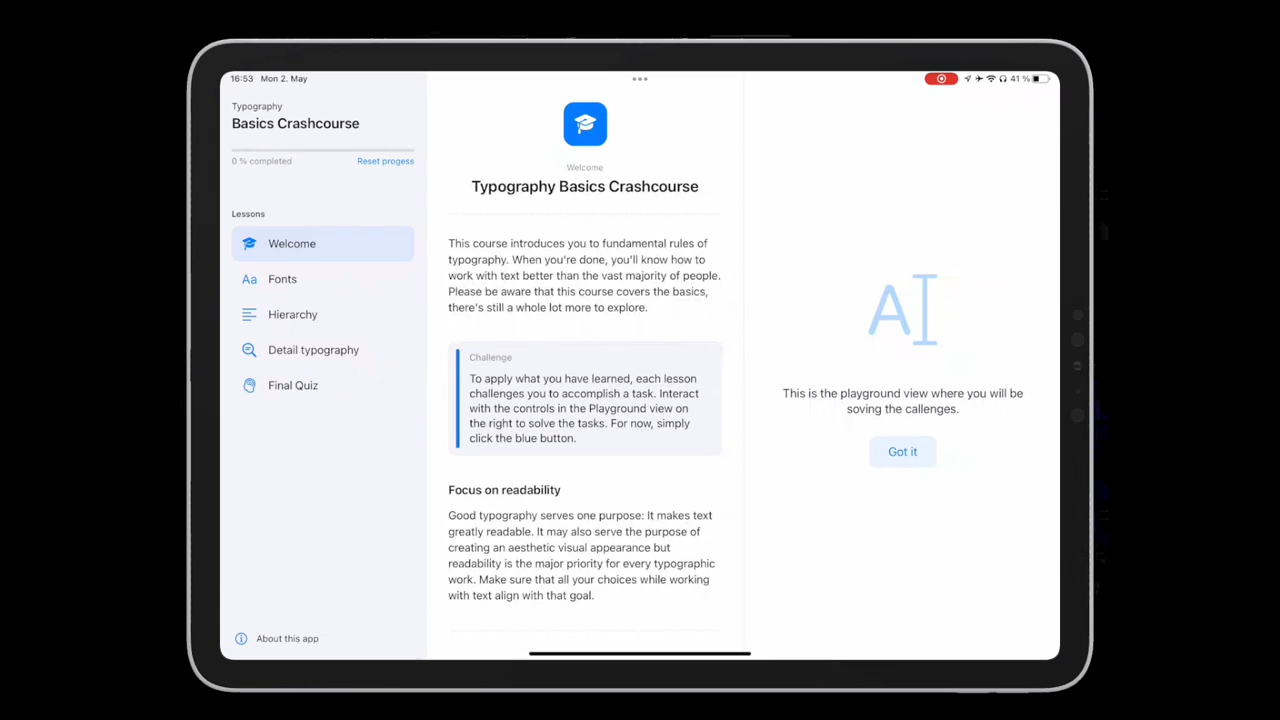 16:53 Mon 2. May
41 %
Typography
Basics Crashcourse
0 % completed
Reset progess
Lessons
Welcome
Aa Fonts
Hierarchy
Detail typography
Final Quiz
About this app
Welcome
Typography Basics Crashcourse
This course introduces you to fundamental rules of
typography. When you're done, you'll know how to
work with text better than the vast majority of people.
Please be aware that this course covers the basics,
there's still a whole lot more to explore.
Challenge
To apply what you have learned, each lesson
challenges you to accomplish a task. Interact
with the controls in the Playground view on
the right to solve the tasks. For now, simply
click the blue button.
Focus on readability
Good typography serves one purpose: It makes text
greatly readable. It may also serve the purpose of
creating an aesthetic visual appearance but
readability is the major priority for every typographic
work. Make sure that all your choices while working
with text align with that goal.
A
This is the playground view where you will be
soving the callenges.
Got it